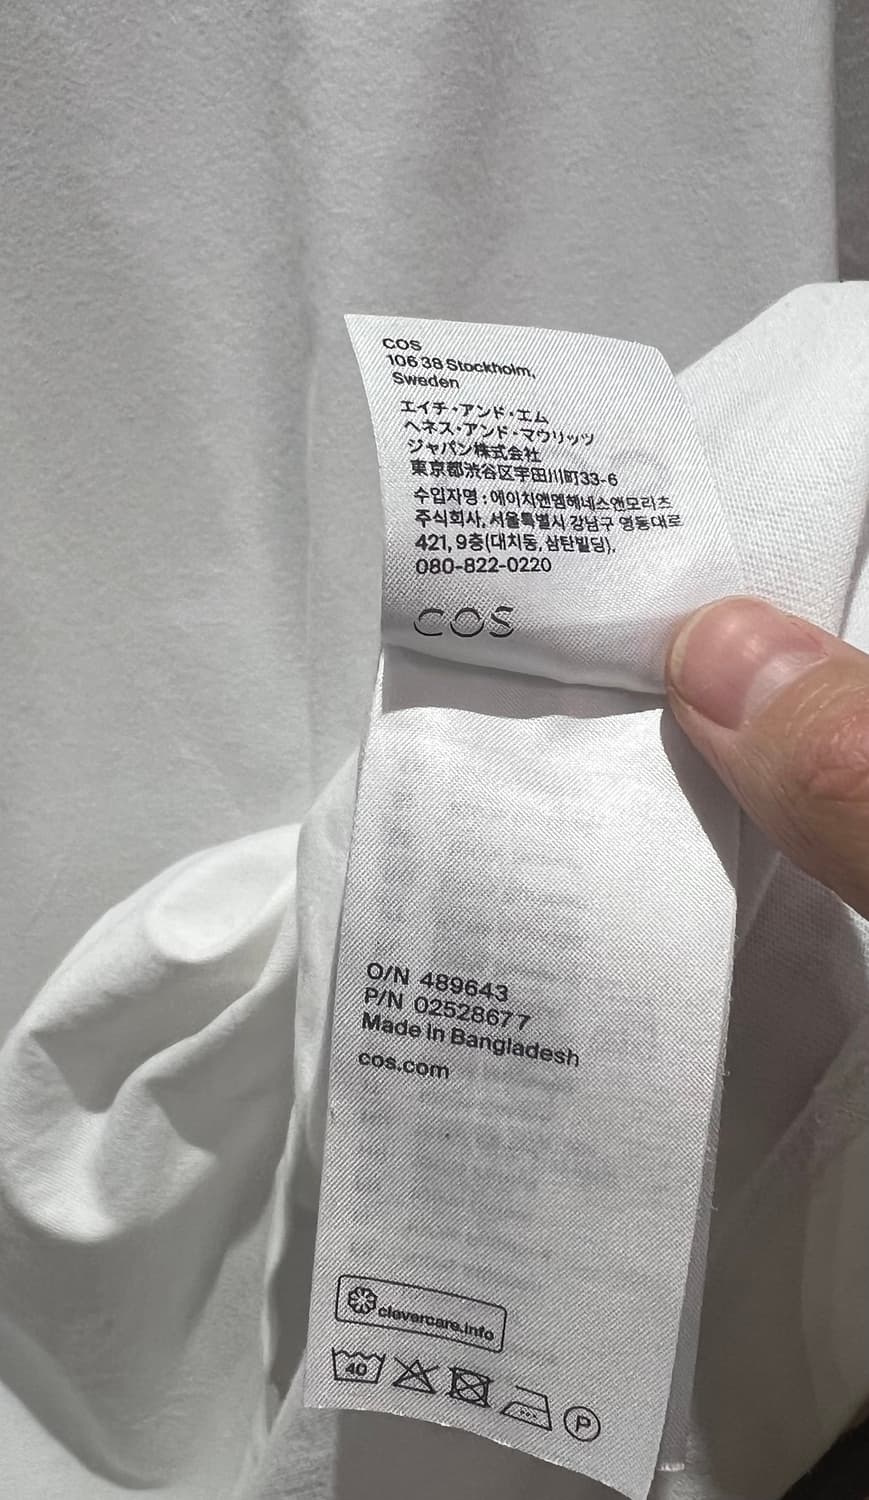 COS
106 38 Stockholm,
Sweden
エイチ・アンド・エム
ヘネス・アンド・マウリッツ
ジャパン株式会社
東京都渋谷区宇田川町33-6
수입자명 : 에이치앤엠헤네스앤모리츠
주식회사, 서울특별시 강남구 영동대로
421, 9층(대치동, 삼탄빌딩).
080-822-0220
COS
O/N 489643
P/N 02528677
Made in Bangladesh
cos.com
clevercare.info
40
P